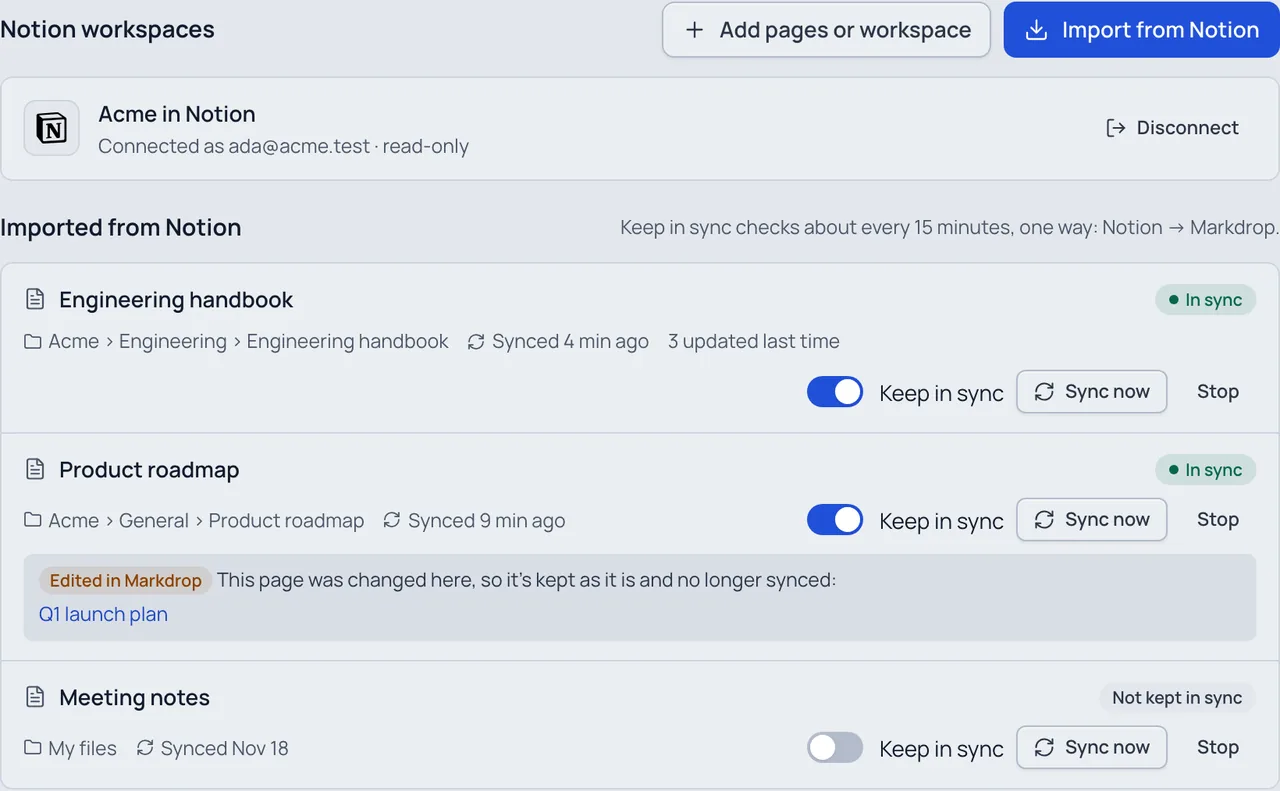 Notion workspaces
Add pages or workspace
Import from Notion
Acme in Notion
Connected as ada@acme.test · read-only
Disconnect
Imported from Notion
Keep in sync checks about every 15 minutes, one way: Notion → Markdrop.
Engineering handbook
In sync
Acme › Engineering › Engineering handbook
Synced 4 min ago
3 updated last time
Keep in sync
Sync now
Stop
Product roadmap
In sync
Acme › General › Product roadmap
Synced 9 min ago
Keep in sync
Sync now
Stop
Edited in Markdrop This page was changed here, so it’s kept as it is and no longer synced:
Q1 launch plan
Meeting notes
Not kept in sync
My files
Synced Nov 18
Keep in sync
Sync now
Stop